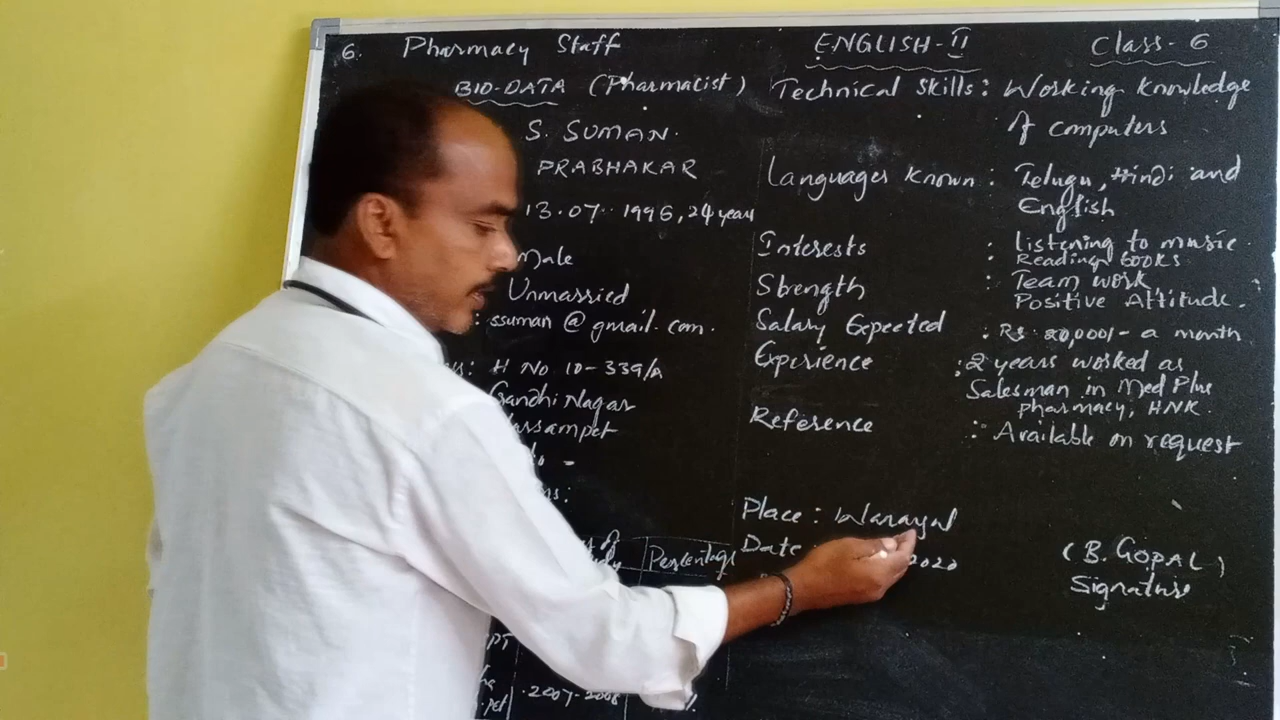 6. Pharmacy Staff ENGLISH-II Class-6
BIO-DATA (Pharmacist)
S. SUMAN.
PRABHAKAR
13.07.1996, 24 years
Male
Unmarried
: ssuman@gmail.com.
: H No 10-339/A
Gandhi Nagar
Percentage
2007-2008
Technical Skills: Working knowledge
of computers
Languages Known: Telugu, Hindi and
English
Interests : Listening to music.
Reading books
Strength : Team work
Positive Attitude.
Salary Expected : Rs 20,000/- a month
Experience : 2 years worked as
Salesman in Med Plus
pharmacy, HNK.
Reference : Available on request
Place: Warangal
Date 2020
(B. GOPAL)
Signature